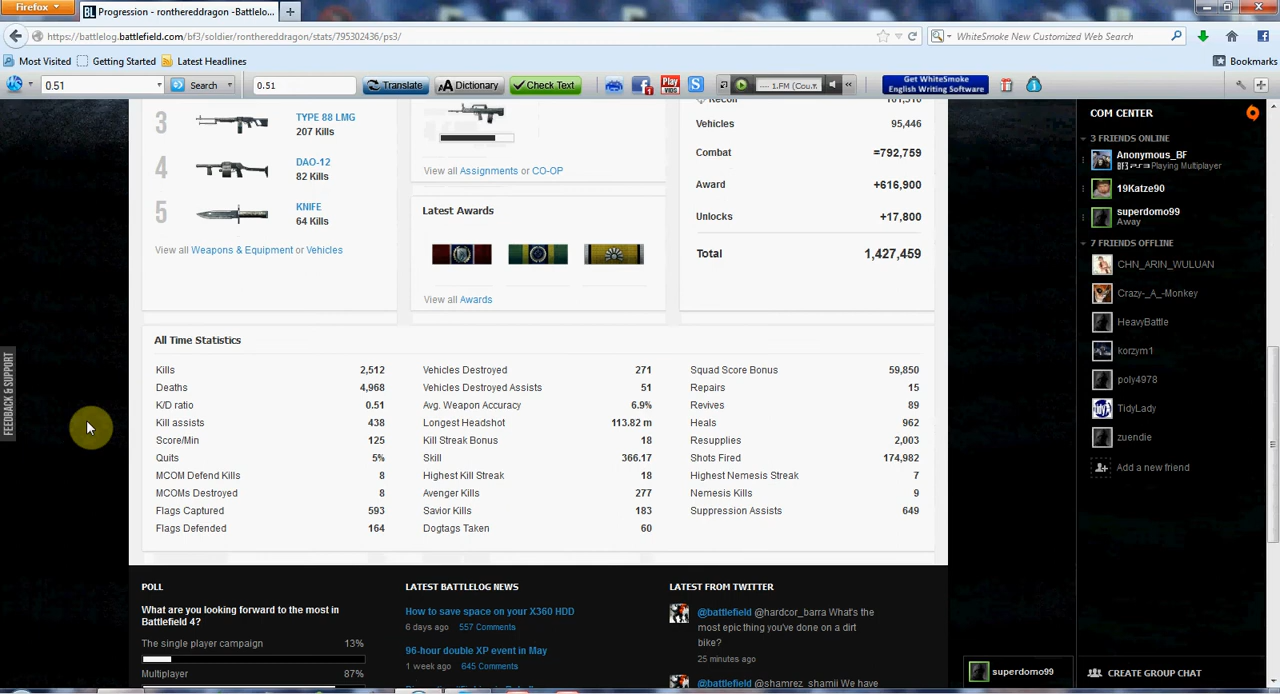 Firefox
Progression - ronthereddragon -Battlelo...
https://battlelog.battlefield.com/bf3/soldier/ronthereddragon/stats/795302436/ps3/
WhiteSmoke New Customized Web Search
Most Visited
Getting Started
Latest Headlines
Bookmarks
0.51
Search
0.51
Translate
Dictionary
Check Text
1
Play VIDS
1.FM (Cou..
Get WhiteSmoke
English Writing Software
3
TYPE 88 LMG
207 Kills
4
DAO-12
82 Kills
5
KNIFE
64 Kills
View all Weapons & Equipment or Vehicles
View all Assignments or CO-OP
Latest Awards
View all Awards
Vehicles 95,446
Combat =792,759
Award +616,900
Unlocks +17,800
Total 1,427,459
All Time Statistics
Kills 2,512
Deaths 4,968
K/D ratio 0.51
Kill assists 438
Score/Min 125
Quits 5%
MCOM Defend Kills 8
MCOMs Destroyed 8
Flags Captured 593
Flags Defended 164
Vehicles Destroyed 271
Vehicles Destroyed Assists 51
Avg. Weapon Accuracy 6.9%
Longest Headshot 113.82 m
Kill Streak Bonus 18
Skill 366.17
Highest Kill Streak 18
Avenger Kills 277
Savior Kills 183
Dogtags Taken 60
Squad Score Bonus 59,850
Repairs 15
Revives 89
Heals 962
Resupplies 2,003
Shots Fired 174,982
Highest Nemesis Streak 7
Nemesis Kills 9
Suppression Assists 649
POLL
What are you looking forward to the most in
Battlefield 4?
The single player campaign 13%
Multiplayer 87%
LATEST BATTLELOG NEWS
How to save space on your X360 HDD
6 days ago 557 Comments
96-hour double XP event in May
1 week ago 645 Comments
LATEST FROM TWITTER
@battlefield @hardcor_barra What's the
most epic thing you've done on a dirt
bike?
25 minutes ago
@battlefield @shamrez_shamii We have
COM CENTER
3 FRIENDS ONLINE
Anonymous_BF
Playing Multiplayer
19Katze90
superdomo99
Away
7 FRIENDS OFFLINE
CHN_ARIN_WULUAN
Crazy-_A_-Monkey
HeavyBattle
korzym1
poly4978
TidyLady
zuendie
Add a new friend
superdomo99
CREATE GROUP CHAT
FEEDBACK & SUPPORT